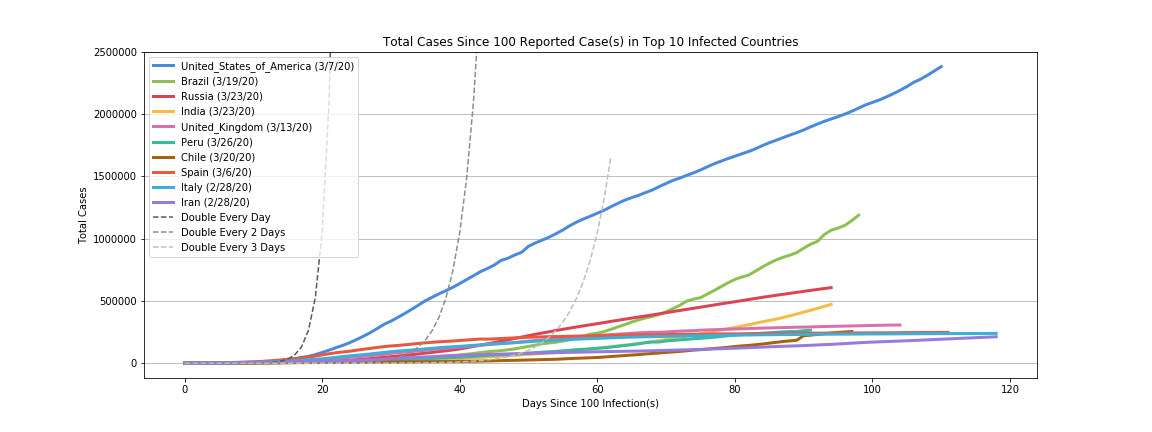 Total Cases Since 100 Reported Case(s) in Top 10 Infected Countries
Total Cases
2500000
2000000
1500000
1000000
500000
0
United_States_of_America (3/7/20)
Brazil (3/19/20)
Russia (3/23/20)
India (3/23/20)
United_Kingdom (3/13/20)
Peru (3/26/20)
Chile (3/20/20)
Spain (3/6/20)
Italy (2/28/20)
Iran (2/28/20)
Double Every Day
Double Every 2 Days
Double Every 3 Days
0 20 40 60 80 100 120
Days Since 100 Infection(s)